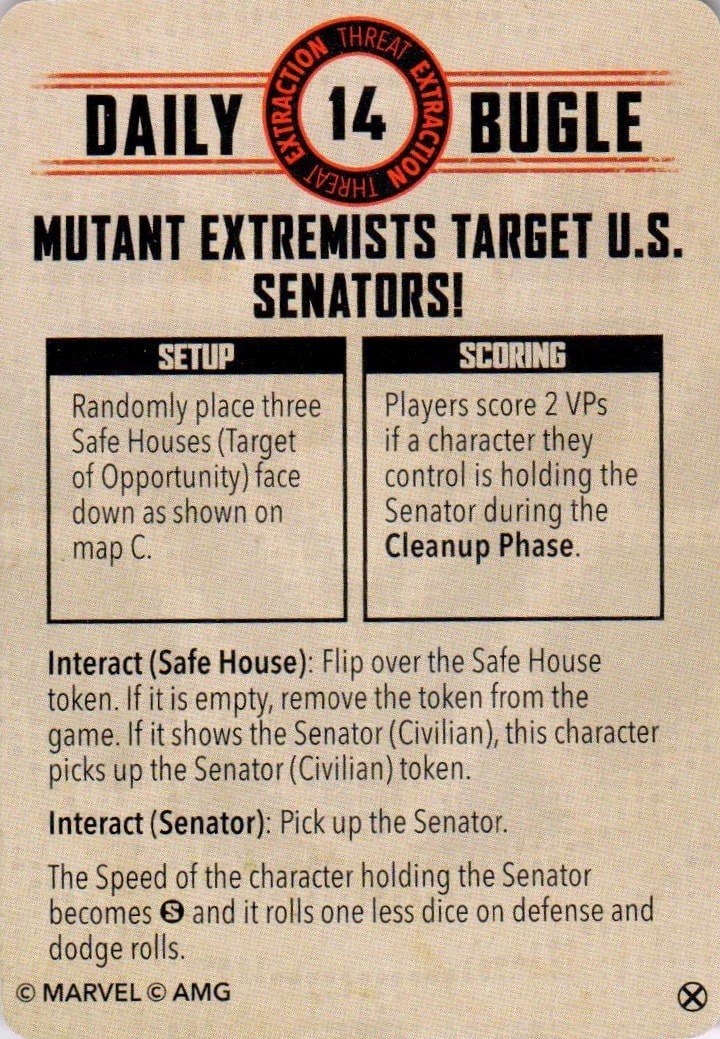 THREAT EXTRACTION THREAT EXTRACTION
DAILY 14 BUGLE
MUTANT EXTREMISTS TARGET U.S.
SENATORS!
SETUP
Randomly place three
Safe Houses (Target
of Opportunity) face
down as shown on
map C.
SCORING
Players score 2 VPs
if a character they
control is holding the
Senator during the
Cleanup Phase.
Interact (Safe House): Flip over the Safe House
token. If it is empty, remove the token from the
game. If it shows the Senator (Civilian), this character
picks up the Senator (Civilian) token.
Interact (Senator): Pick up the Senator.
The Speed of the character holding the Senator
becomes S and it rolls one less dice on defense and
dodge rolls.
© MARVEL © AMG